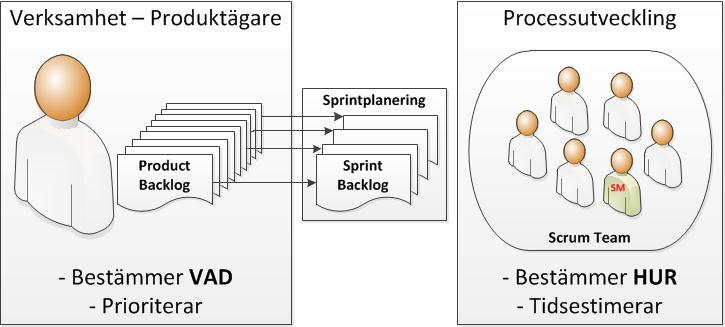 Verksamhet – Produktägare
Product
Backlog
- Bestämmer VAD
- Prioriterar
Sprintplanering
Sprint
Backlog
Processutveckling
SM
Scrum Team
- Bestämmer HUR
- Tidsestimerar